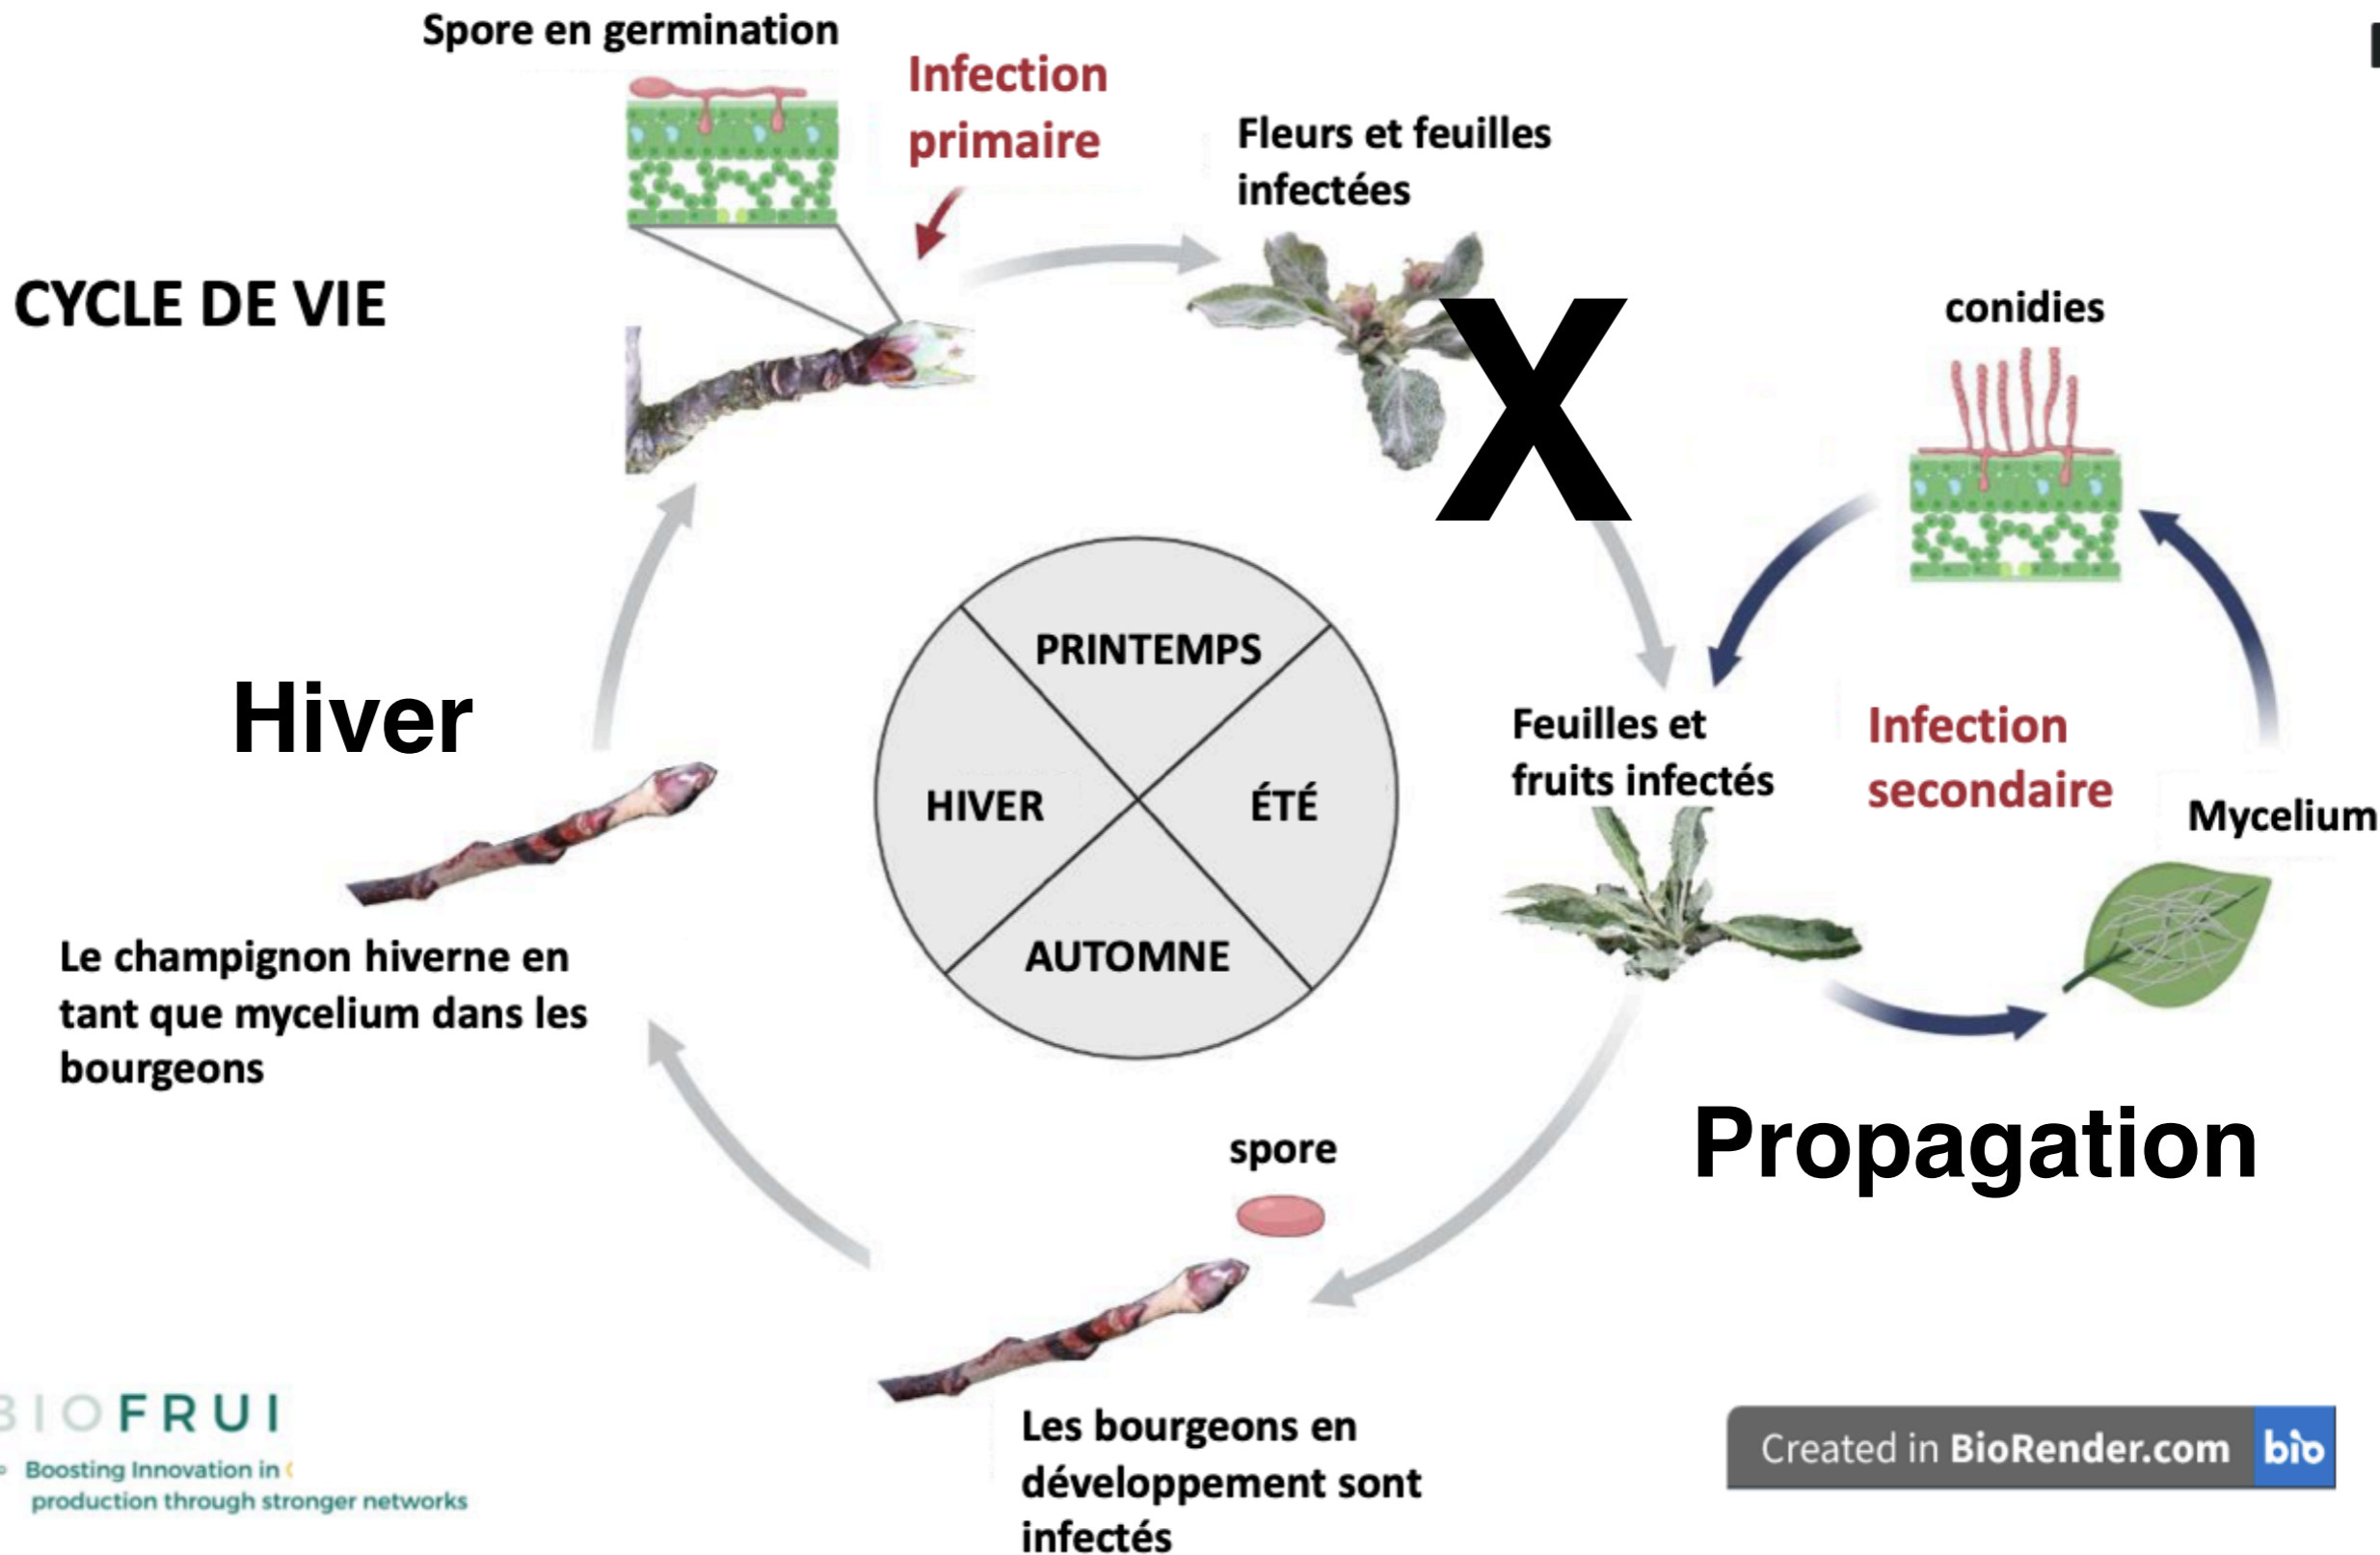 Spore en germination
Infection
primaire
Fleurs et feuilles
infectées
CYCLE DE VIE
conidies
X
PRINTEMPS
Hiver
HIVER
ÉTÉ
Feuilles et
fruits infectés
Infection
secondaire
Mycelium
AUTOMNE
Le champignon hiverne en
tant que mycelium dans les
bourgeons
Propagation
spore
Les bourgeons en
développement sont
infectés
BIOFRUI
Boosting Innovation in
production through stronger networks
Created in BioRender.com bio